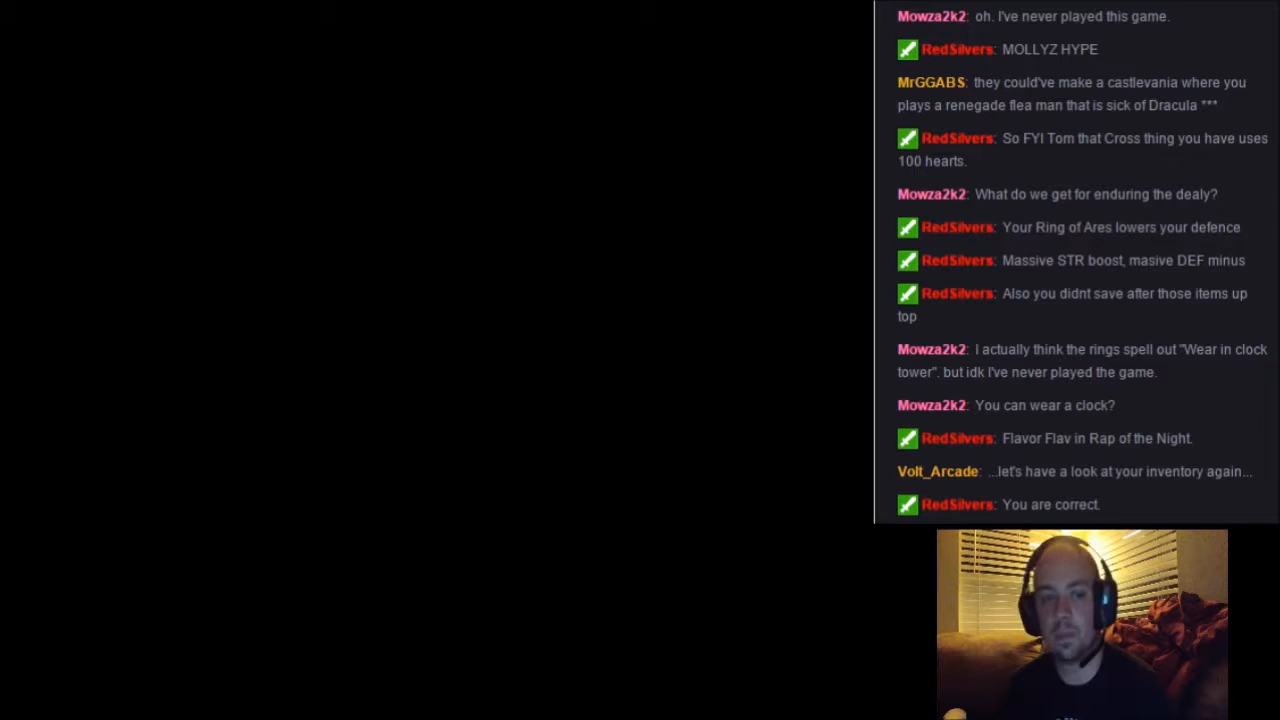 Mowza2k2: oh. I've never played this game.
RedSilvers: MOLLYZ HYPE
MrGGABS: they could've make a castlevania where you
plays a renegade flea man that is sick of Dracula ***
RedSilvers: So FYI Tom that Cross thing you have uses
100 hearts.
Mowza2k2: What do we get for enduring the dealy?
RedSilvers: Your Ring of Ares lowers your defence
RedSilvers: Massive STR boost, masive DEF minus
RedSilvers: Also you didnt save after those items up
top
Mowza2k2: I actually think the rings spell out "Wear in clock
tower". but idk I've never played the game.
Mowza2k2: You can wear a clock?
RedSilvers: Flavor Flav in Rap of the Night.
Volt_Arcade: ...let's have a look at your inventory again...
RedSilvers: You are correct.